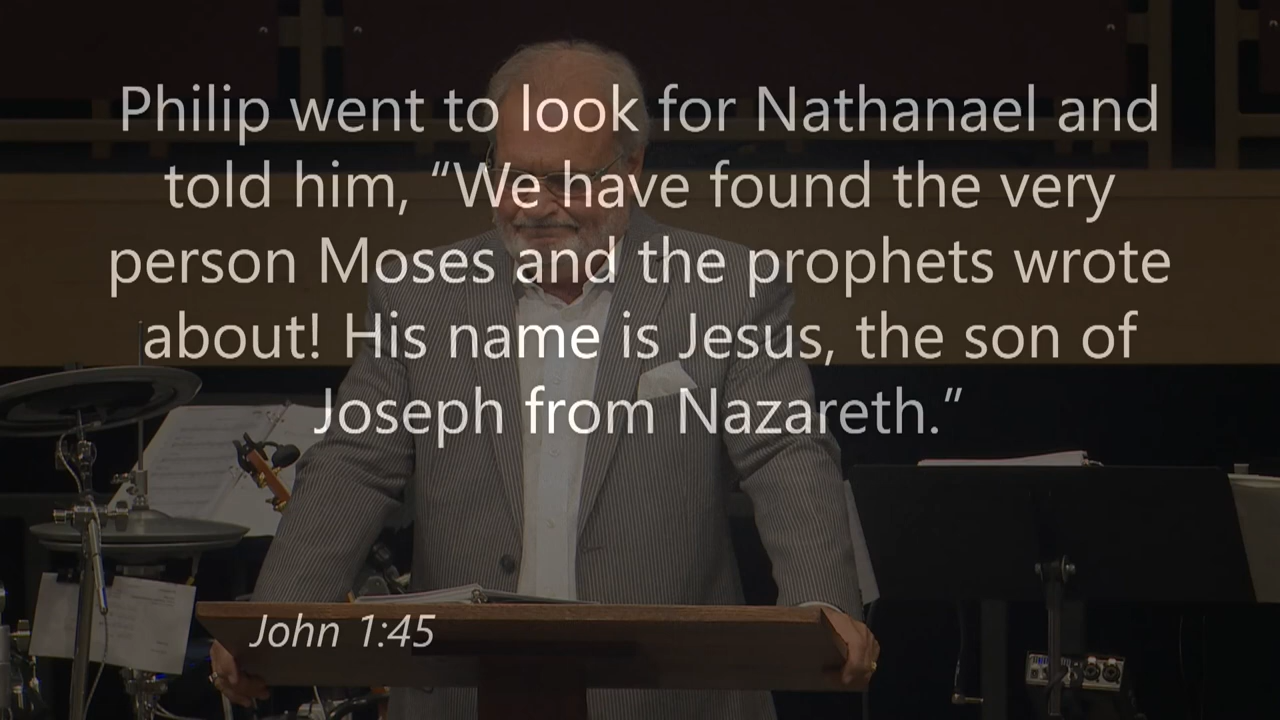 Philip went to look for Nathanael and
told him, “We have found the very
person Moses and the prophets wrote
about! His name is Jesus, the son of
Joseph from Nazareth.”
John 1:45